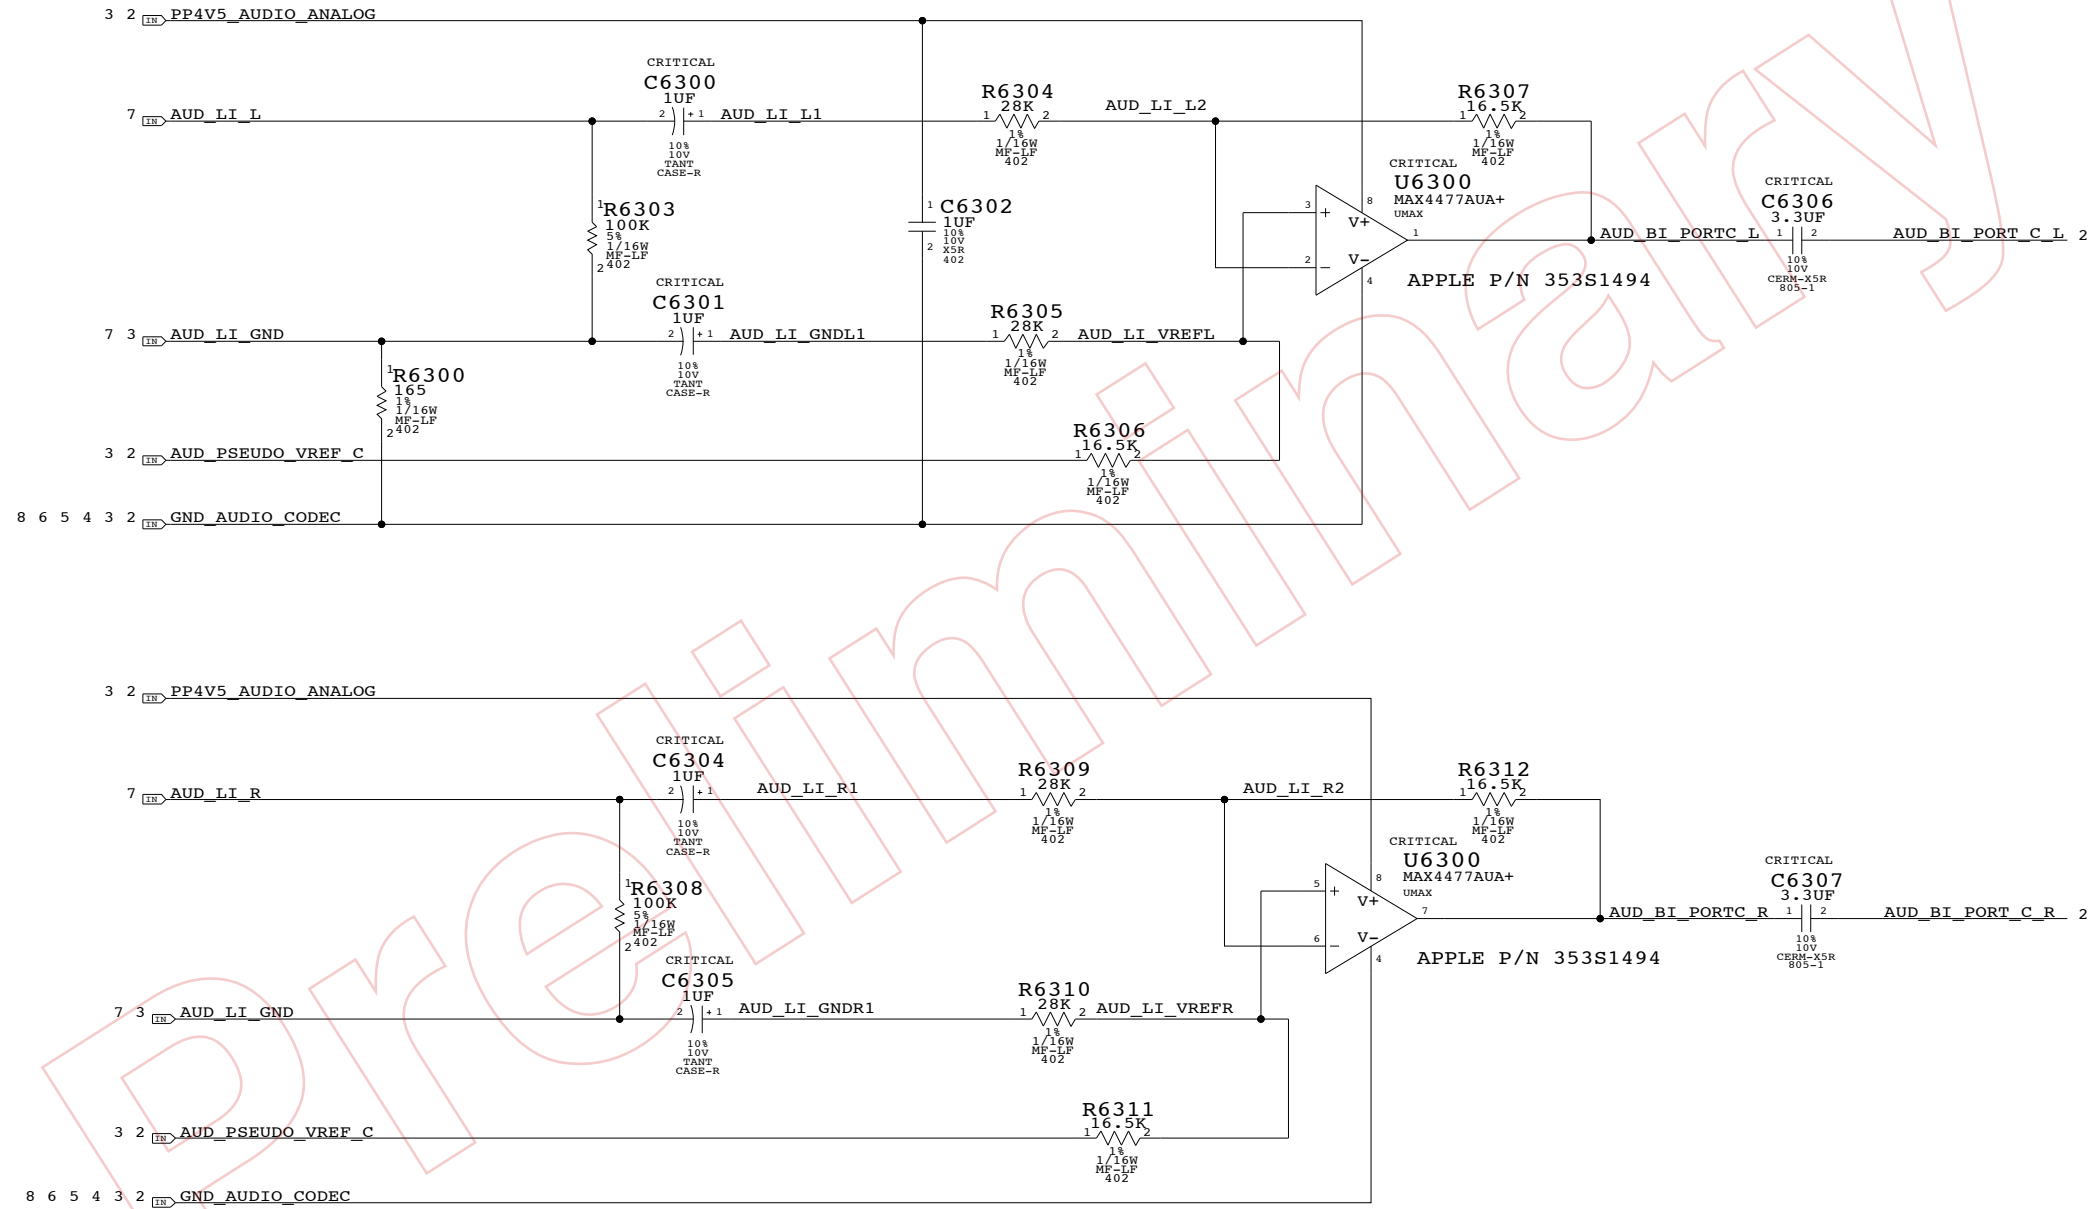 3 2 IN PP4V5_AUDIO_ANALOG
CRITICAL
C6300
1UF
7 IN AUD_LI_L
2 + 1 AUD_LI_L1
10%
10V
TANT
CASE-R
R6304
28K
1 2
1%
1/16W
MF-LF
402
AUD_LI_L2
R6307
16.5K
1 2
1%
1/16W
MF-LF
402
1 R6303
100K
5%
1/16W
MF-LF
2 402
1 C6302
1UF
10%
10V
2 X5R
402
CRITICAL
U6300
MAX4477AUA+
UMAX
8
3 +
V+
1
2 −
V−
4
APPLE P/N 353S1494
AUD_BI_PORTC_L
CRITICAL
C6306
3.3UF
1 2
10%
10V
CERM-X5R
805-1
AUD_BI_PORT_C_L 2
CRITICAL
C6301
1UF
7 3 IN AUD_LI_GND
2 + 1 AUD_LI_GNDL1
10%
10V
TANT
CASE-R
R6305
28K
1 2
1%
1/16W
MF-LF
402
AUD_LI_VREFL
1 R6300
165
1%
1/16W
MF-LF
2 402
R6306
16.5K
1 2
1%
1/16W
MF-LF
402
3 2 IN AUD_PSEUDO_VREF_C
8 6 5 4 3 2 IN GND_AUDIO_CODEC
Preliminary
3 2 IN PP4V5_AUDIO_ANALOG
CRITICAL
C6304
1UF
7 IN AUD_LI_R
2 + 1 AUD_LI_R1
10%
10V
TANT
CASE-R
R6309
28K
1 2
1%
1/16W
MF-LF
402
AUD_LI_R2
R6312
16.5K
1 2
1%
1/16W
MF-LF
402
1 R6308
100K
5%
1/16W
MF-LF
2 402
CRITICAL
U6300
MAX4477AUA+
UMAX
8
5 +
V+
7
6 −
V−
4
APPLE P/N 353S1494
AUD_BI_PORTC_R
CRITICAL
C6307
3.3UF
1 2
10%
10V
CERM-X5R
805-1
AUD_BI_PORT_C_R 2
CRITICAL
C6305
1UF
7 3 IN AUD_LI_GND
2 + 1 AUD_LI_GNDR1
10%
10V
TANT
CASE-R
R6310
28K
1 2
1%
1/16W
MF-LF
402
AUD_LI_VREFR
R6311
16.5K
1 2
1%
1/16W
MF-LF
402
3 2 IN AUD_PSEUDO_VREF_C
8 6 5 4 3 2 IN GND_AUDIO_CODEC